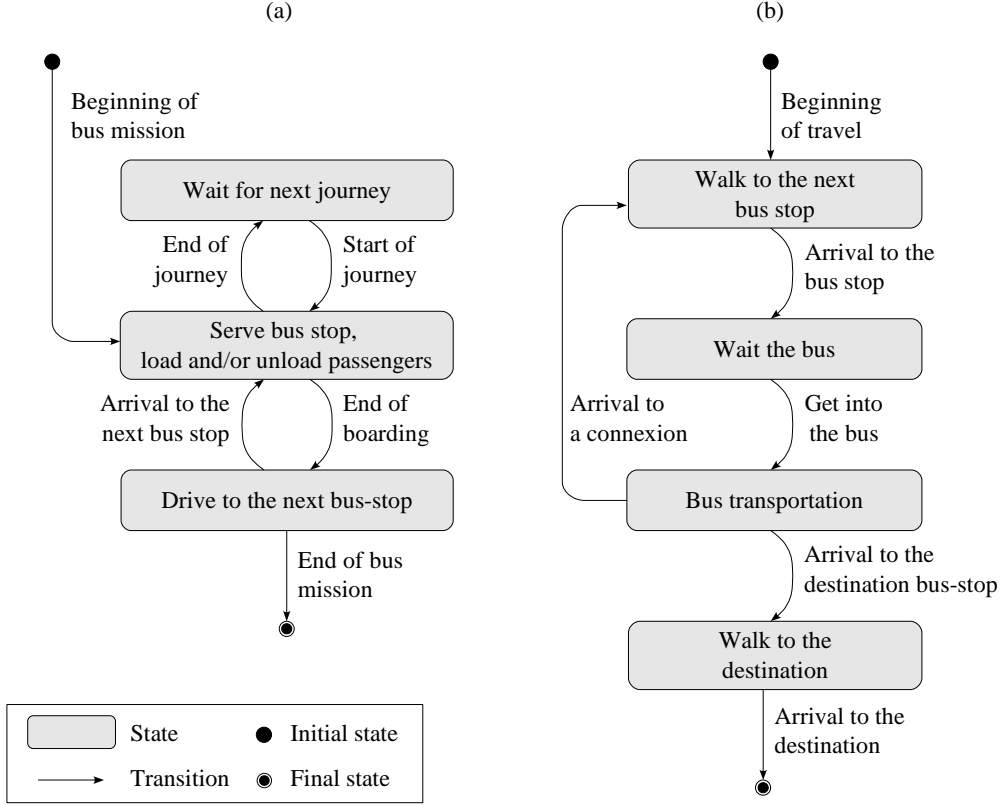 (a)
Beginning of
bus mission
Wait for next journey
End of
journey
Start of
journey
Serve bus stop,
load and/or unload passengers
Arrival to the
next bus stop
End of
boarding
Drive to the next bus-stop
End of bus
mission
(b)
Beginning
of travel
Walk to the next
bus stop
Arrival to the
bus stop
Wait the bus
Arrival to
a connexion
Get into
the bus
Bus transportation
Arrival to the
destination bus-stop
Walk to the
destination
Arrival to the
destination
State
Initial state
Transition
Final state